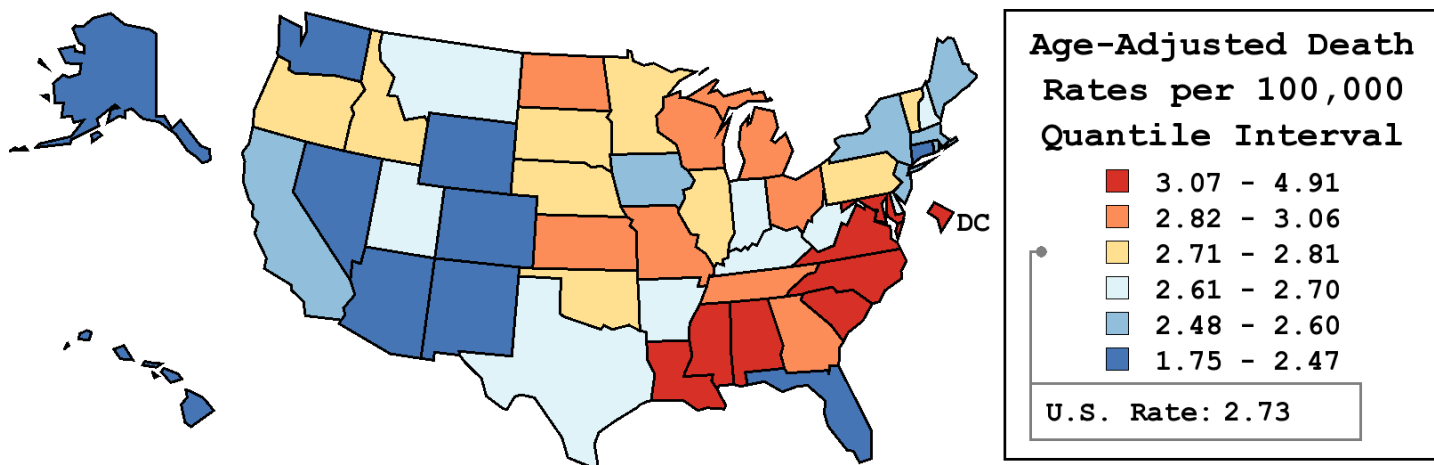 Age-Adjusted Death
Rates per 100,000
Quantile Interval
3.07 - 4.91
2.82 - 3.06
2.71 - 2.81
2.61 - 2.70
2.48 - 2.60
1.75 - 2.47
U.S. Rate: 2.73
DC